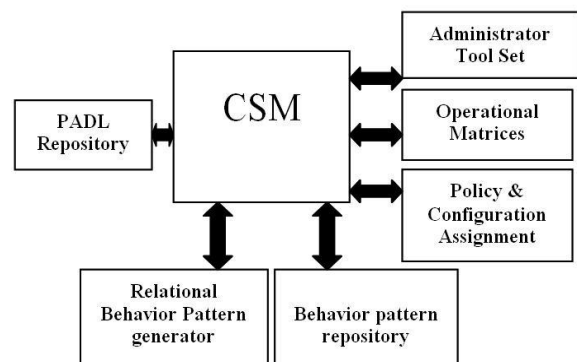 Administrator
Tool Set
CSM
PADL
Repository
Operational
Matrices
Policy &
Configuration
Assignment
Relational
Behavior Pattern
generator
Behavior pattern
repository